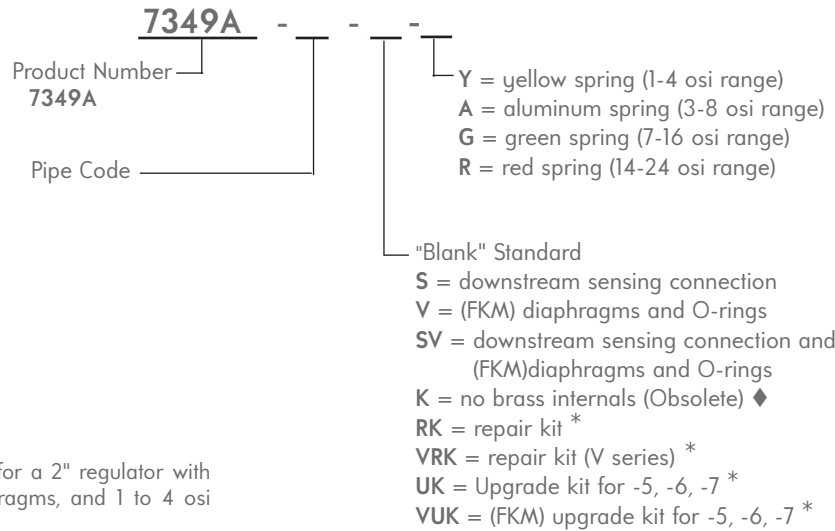 7349A - - -
Product Number
7349A
Pipe Code
Y = yellow spring (1-4 osi range)
A = aluminum spring (3-8 osi range)
G = green spring (7-16 osi range)
R = red spring (14-24 osi range)
"Blank" Standard
S = downstream sensing connection
V = (FKM) diaphragms and O-rings
SV = downstream sensing connection and
(FKM)diaphragms and O-rings
K = no brass internals (Obsolete) ♦
RK = repair kit *
VRK = repair kit (V series) *
UK = Upgrade kit for -5, -6, -7 *
VUK = (FKM) upgrade kit for -5, -6, -7 *
for a 2" regulator with
ragms, and 1 to 4 osi